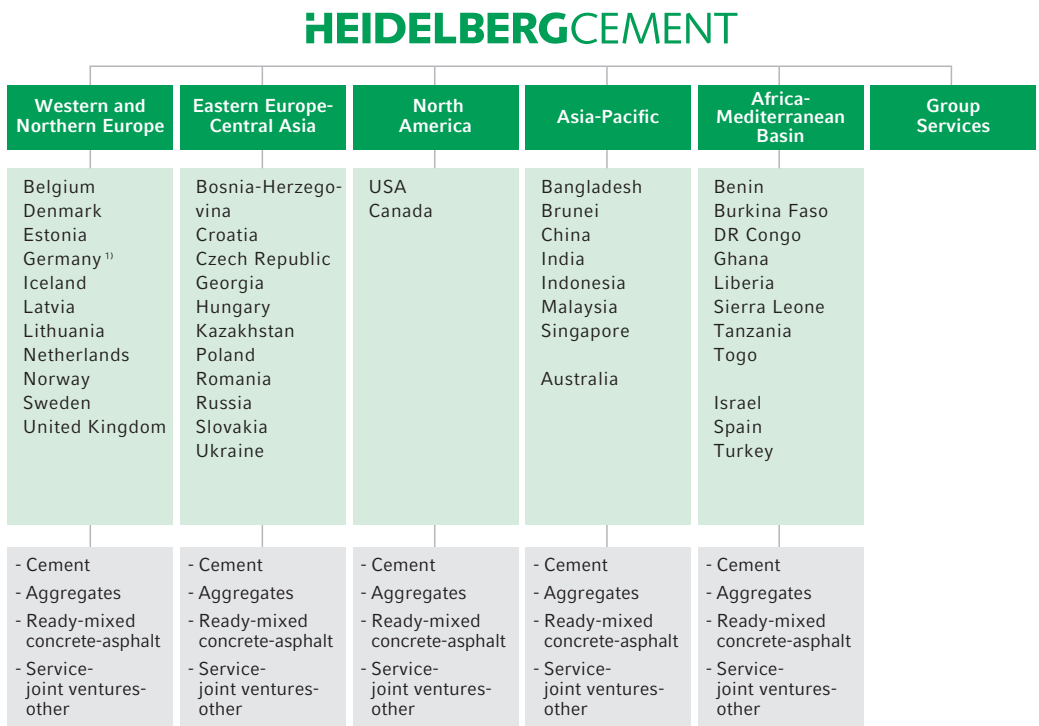 HEIDELBERGCEMENT
Western and
Northern Europe
Eastern Europe-
Central Asia
North
America
Asia-Pacific
Africa-
Mediterranean
Basin
Group
Services
Belgium
Denmark
Estonia
Germany 1)
Iceland
Latvia
Lithuania
Netherlands
Norway
Sweden
United Kingdom
Bosnia-Herzego-
vina
Croatia
Czech Republic
Georgia
Hungary
Kazakhstan
Poland
Romania
Russia
Slovakia
Ukraine
USA
Canada
Bangladesh
Brunei
China
India
Indonesia
Malaysia
Singapore
Australia
Benin
Burkina Faso
DR Congo
Ghana
Liberia
Sierra Leone
Tanzania
Togo
Israel
Spain
Turkey
- Cement
- Aggregates
- Ready-mixed
concrete-asphalt
- Service-
joint ventures-
other
- Cement
- Aggregates
- Ready-mixed
concrete-asphalt
- Service-
joint ventures-
other
- Cement
- Aggregates
- Ready-mixed
concrete-asphalt
- Service-
joint ventures-
other
- Cement
- Aggregates
- Ready-mixed
concrete-asphalt
- Service-
joint ventures-
other
- Cement
- Aggregates
- Ready-mixed
concrete-asphalt
- Service-
joint ventures-
other